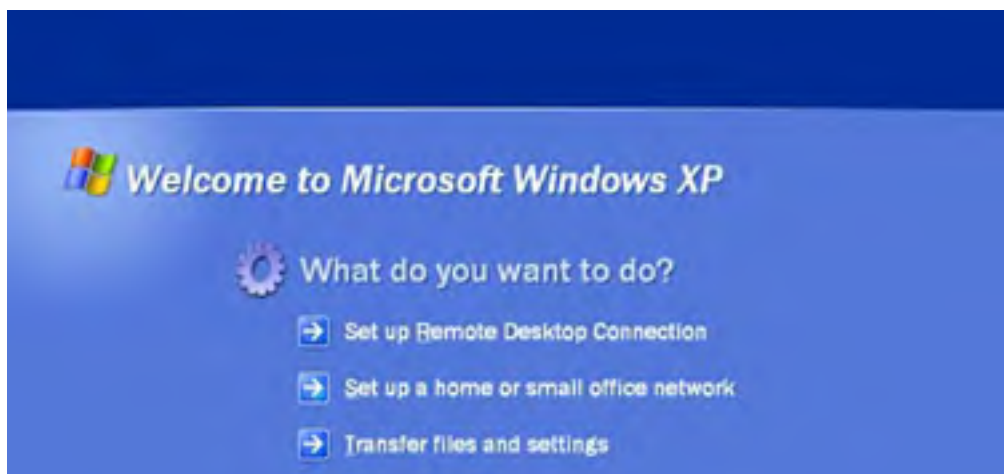 Welcome to Microsoft Windows XP
What do you want to do?
Set up Remote Desktop Connection
Set up a home or small office network
Transfer files and settings